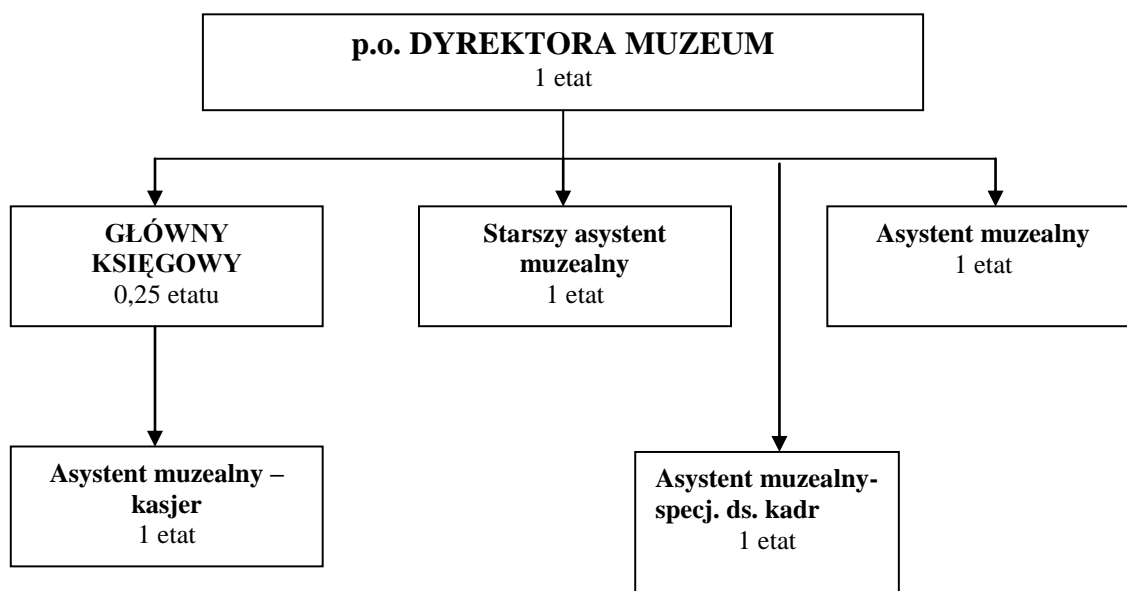 p.o. DYREKTORA MUZEUM
1 etat
GŁÓWNY
KSIĘGOWY
0,25 etatu
Starszy asystent
muzealny
1 etat
Asystent muzealny
1 etat
Asystent muzealny –
kasjer
1 etat
Asystent muzealny-
specj. ds. kadr
1 etat